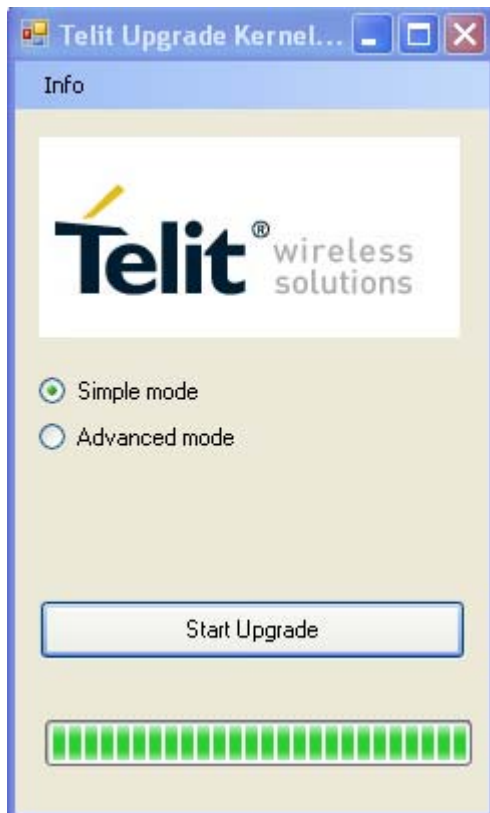 Telit Upgrade Kernel...
Info
Telit® wireless
solutions
Simple mode
Advanced mode
Start Upgrade